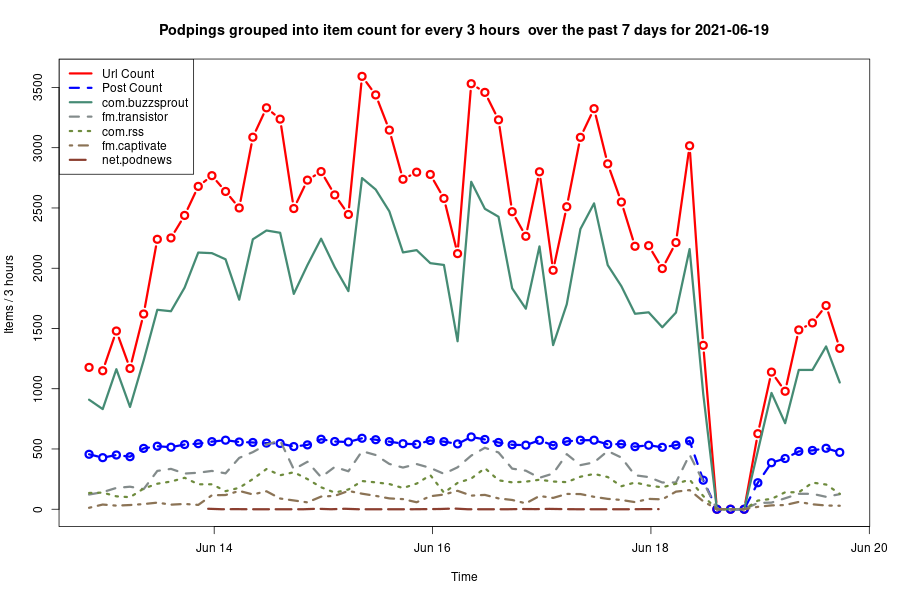 Podpings grouped into item count for every 3 hours  over the past 7 days for 2021-06-19
Url Count
Post Count
com.buzzsprout
fm.transistor
com.rss
fm.captivate
net.podnews
Items / 3 hours
3500
3000
2500
2000
1500
1000
500
0
Jun 14
Jun 16
Jun 18
Jun 20
Time